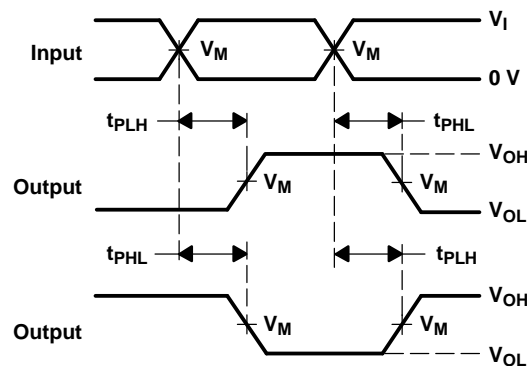 V_I
Input V_M V_M
0 V
t_PLH t_PHL
V_OH
Output V_M V_M
V_OL
t_PHL t_PLH
V_OH
Output V_M V_M
V_OL